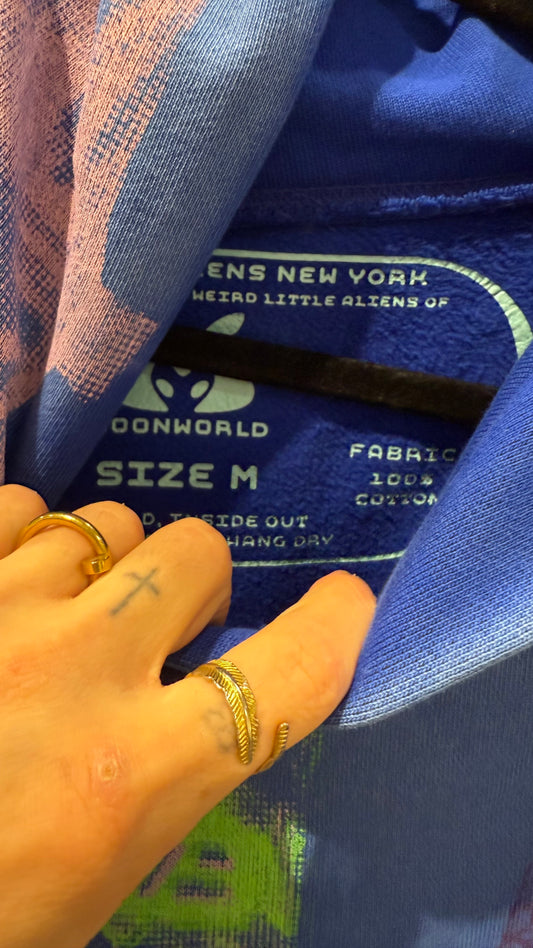 ENS NEW YORK
WEIRD LITTLE ALIENS OF
OONWORLD
SIZE M
FABRIC
100%
COTTON
D, INSIDE OUT
HANG DRY